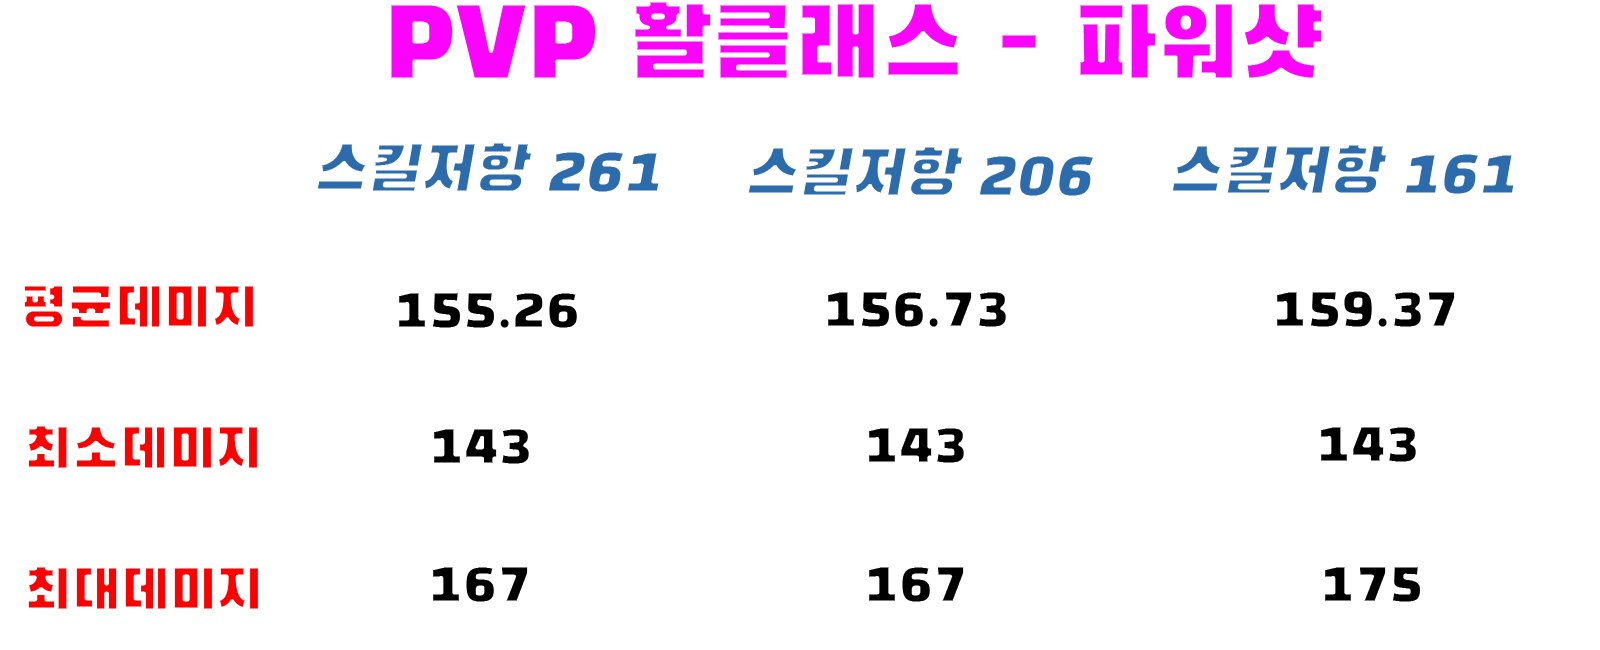 PVP 활클래스 - 파워샷
스킬저항 261 스킬저항 206 스킬저항 161
평균데미지 155.26 156.73 159.37
최소데미지 143 143 143
최대데미지 167 167 175